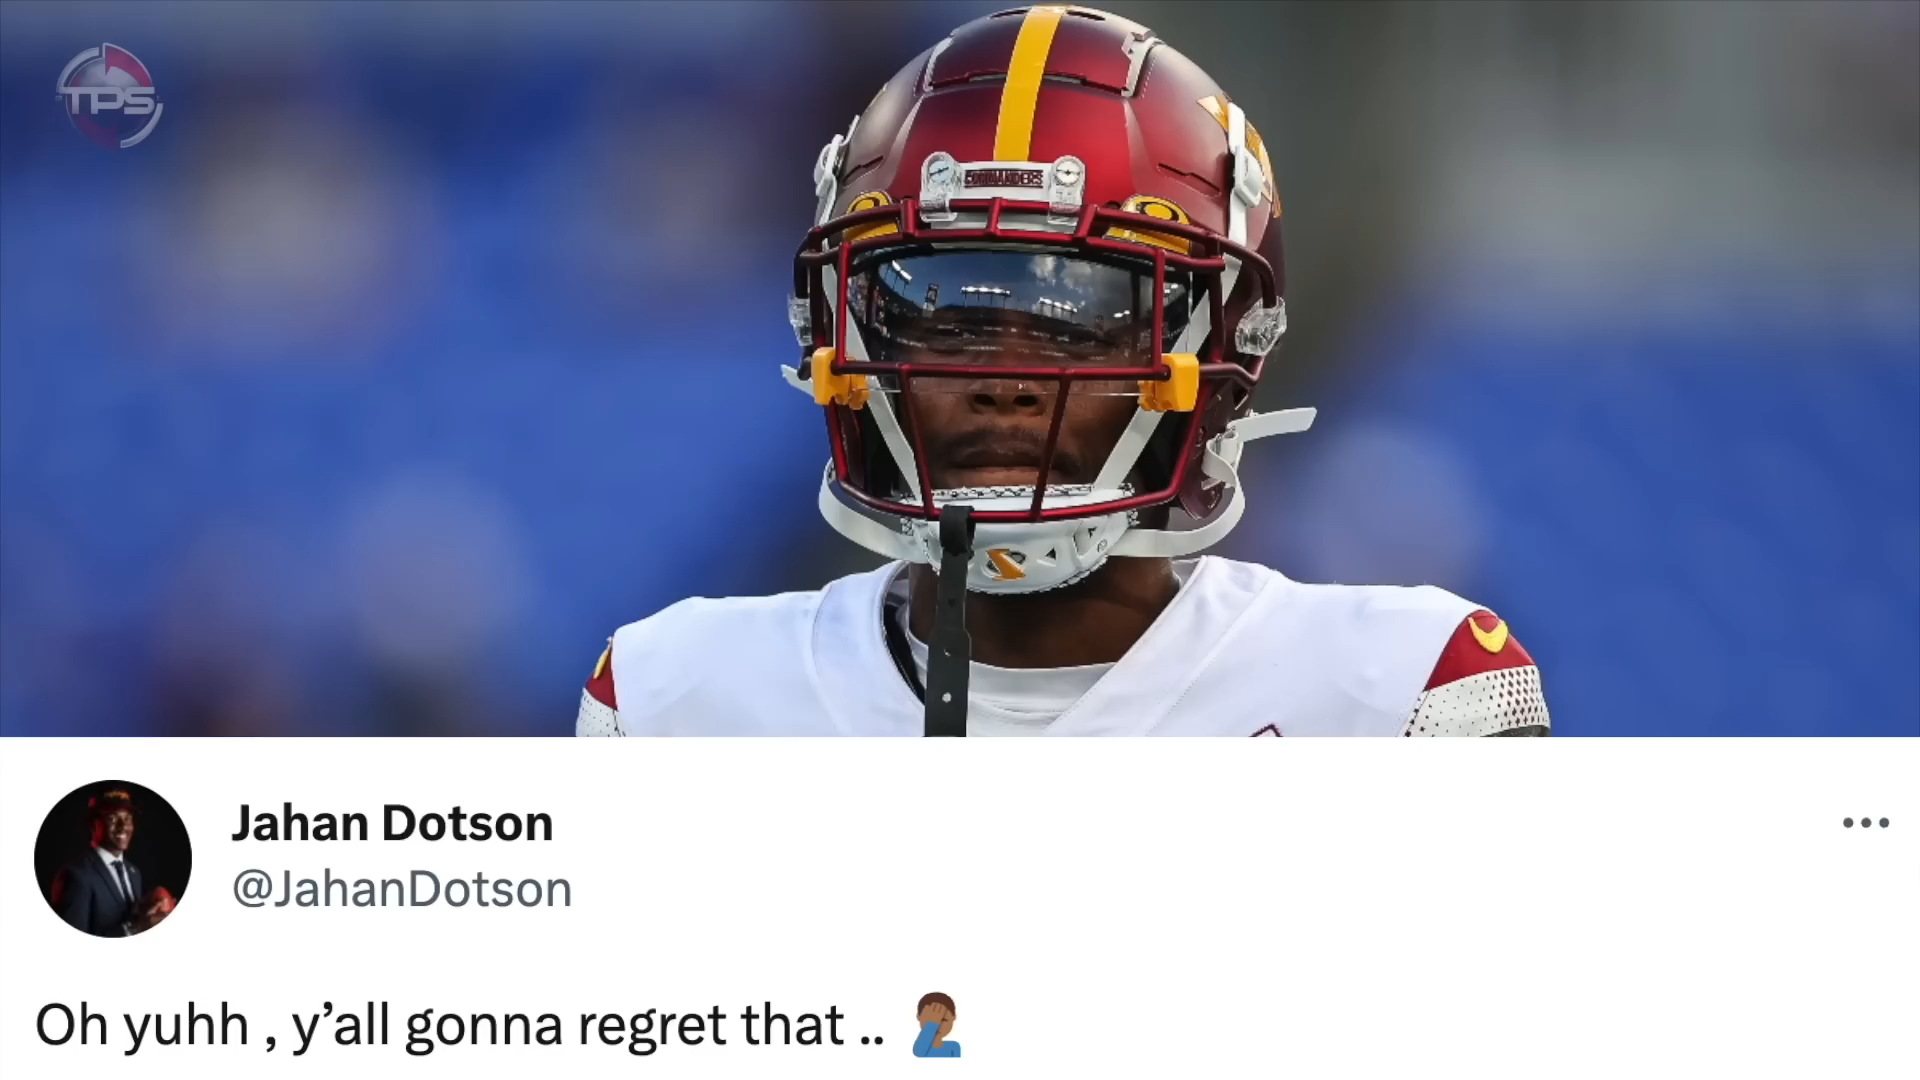 TPS
COMMANDERS
Jahan Dotson
@JahanDotson
Oh yuhh , y’all gonna regret that .. 🤦🏾‍♂️